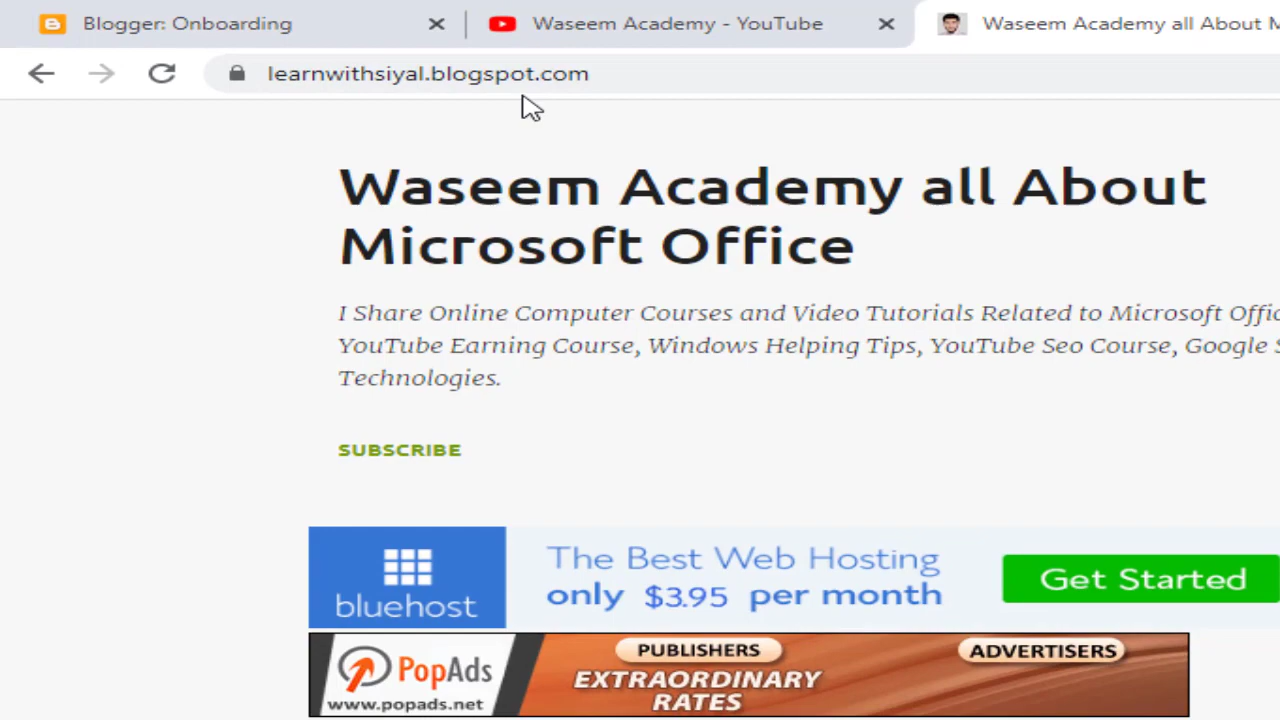 Blogger: Onboarding
Waseem Academy - YouTube
Waseem Academy all About
learnwithsiyal.blogspot.com
Waseem Academy all About
Microsoft Office
I Share Online Computer Courses and Video Tutorials Related to Microsoft
YouTube Earning Course, Windows Helping Tips, YouTube Seo Course, Google
Technologies.
SUBSCRIBE
bluehost
The Best Web Hosting
only $3.95 per month
Get Started
PopAds
www.popads.net
PUBLISHERS
ADVERTISERS
EXTRAORDINARY
RATES